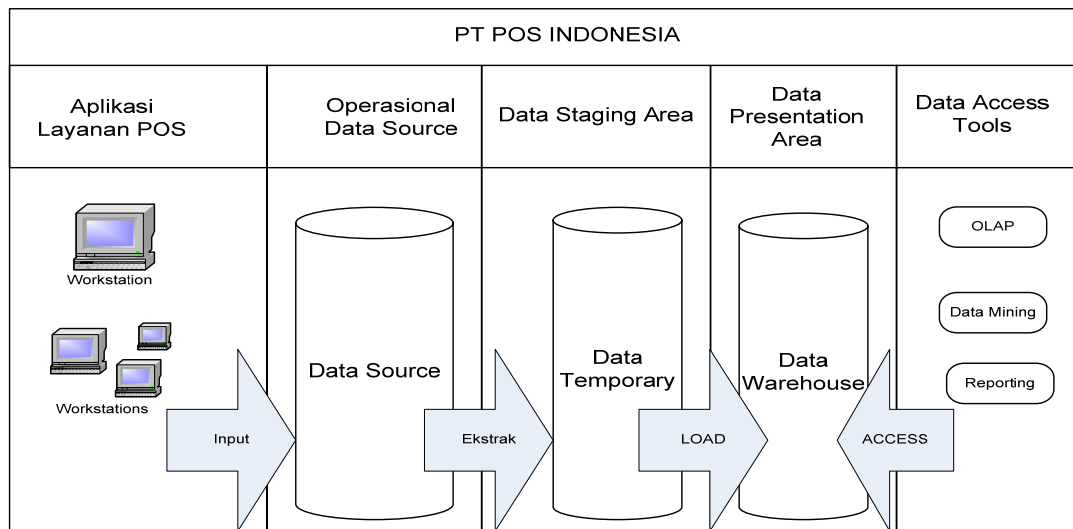 PT POS INDONESIA
Aplikasi
Layanan POS
Operasional
Data Source
Data Staging Area
Data
Presentation
Area
Data Access
Tools
Workstation
Workstations
Data Source
Data
Temporary
Data
Warehouse
OLAP
Data Mining
Reporting
Input
Ekstrak
LOAD
ACCESS